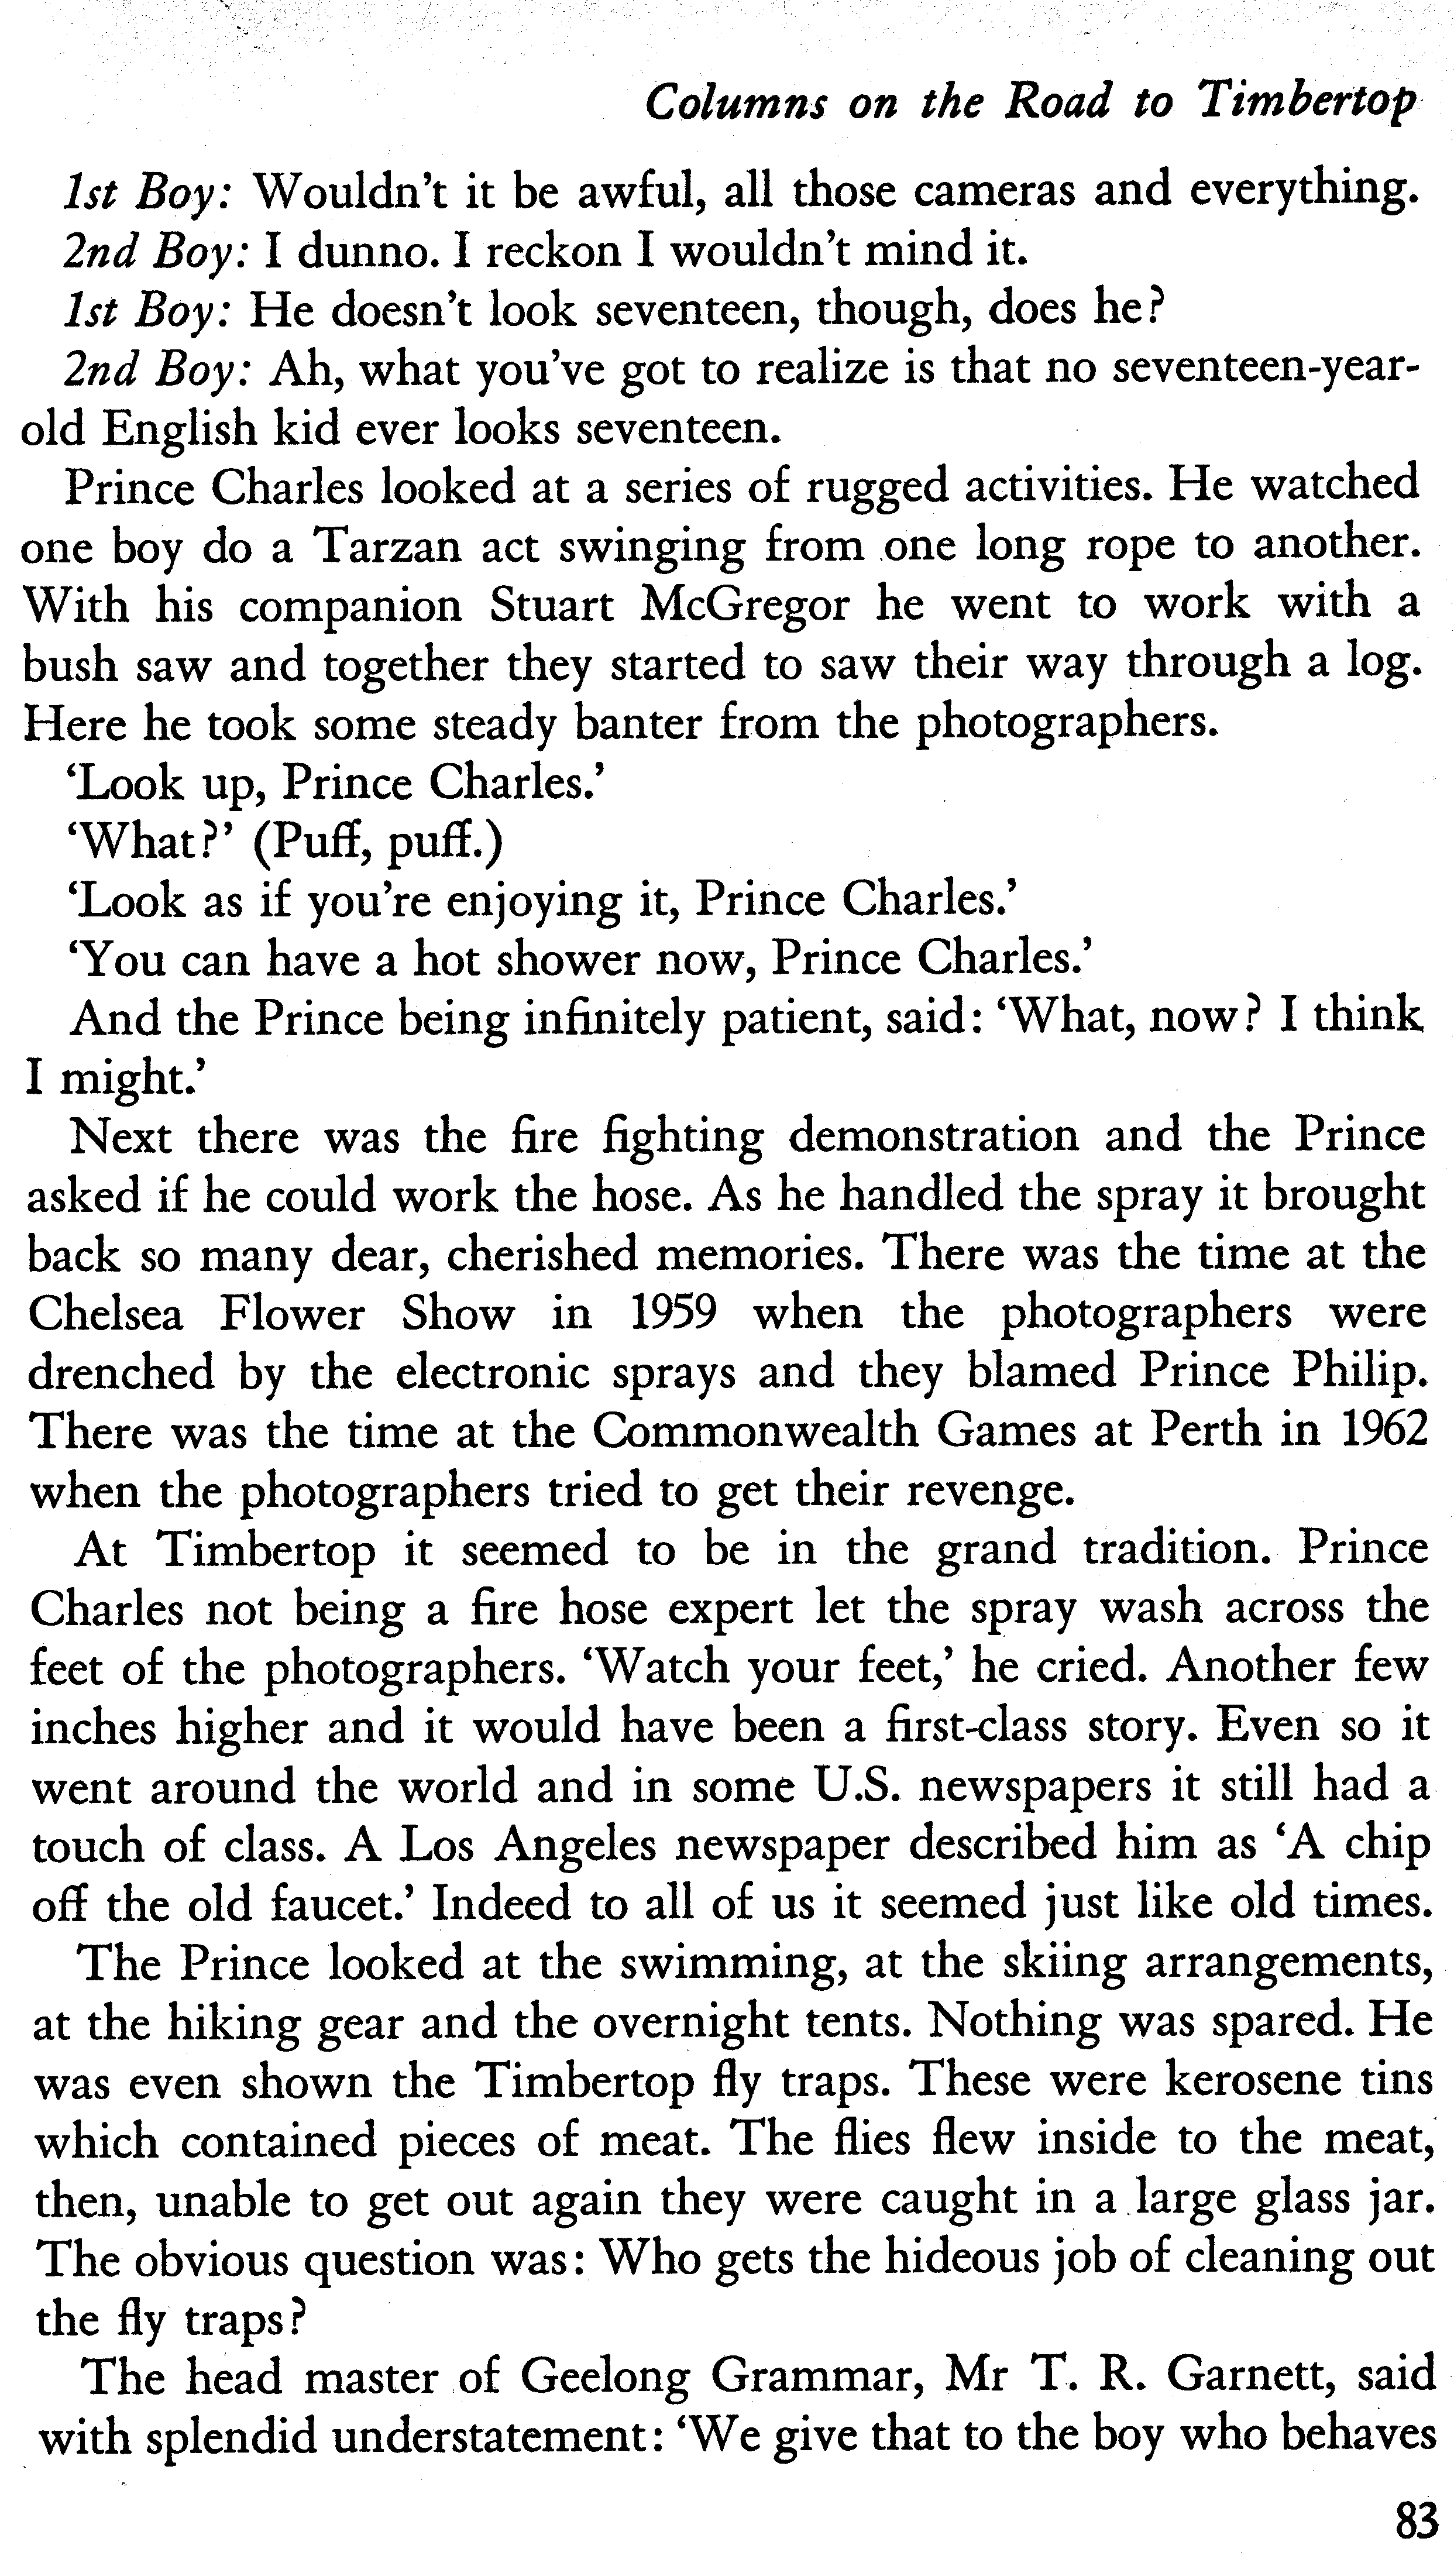 Columns on the Road to Timbertop
1st Boy: Wouldn't it be awful, all those cameras and everything.
2nd Boy: I dunno. I reckon I wouldn't mind it.
1st Boy: He doesn't look seventeen, though, does he?
2nd Boy: Ah, what you've got to realize is that no seventeen-year-
old English kid ever looks seventeen.
Prince Charles looked at a series of rugged activities. He watched
one boy do a Tarzan act swinging from one long rope to another.
With his companion Stuart McGregor he went to work with a
bush saw and together they started to saw their way through a log.
Here he took some steady banter from the photographers.
‘Look up, Prince Charles.’
‘What?’ (Puff, puff.)
‘Look as if you're enjoying it, Prince Charles.’
‘You can have a hot shower now, Prince Charles.’
And the Prince being infinitely patient, said: ‘What, now? I think
I might.’
Next there was the fire fighting demonstration and the Prince
asked if he could work the hose. As he handled the spray it brought
back so many dear, cherished memories. There was the time at the
Chelsea Flower Show in 1959 when the photographers were
drenched by the electronic sprays and they blamed Prince Philip.
There was the time at the Commonwealth Games at Perth in 1962
when the photographers tried to get their revenge.
At Timbertop it seemed to be in the grand tradition. Prince
Charles not being a fire hose expert let the spray wash across the
feet of the photographers. ‘Watch your feet,’ he cried. Another few
inches higher and it would have been a first-class story. Even so it
went around the world and in some U.S. newspapers it still had a
touch of class. A Los Angeles newspaper described him as ‘A chip
off the old faucet.’ Indeed to all of us it seemed just like old times.
The Prince looked at the swimming, at the skiing arrangements,
at the hiking gear and the overnight tents. Nothing was spared. He
was even shown the Timbertop fly traps. These were kerosene tins
which contained pieces of meat. The flies flew inside to the meat,
then, unable to get out again they were caught in a large glass jar.
The obvious question was: Who gets the hideous job of cleaning out
the fly traps?
The head master of Geelong Grammar, Mr T. R. Garnett, said
with splendid understatement: ‘We give that to the boy who behaves
83